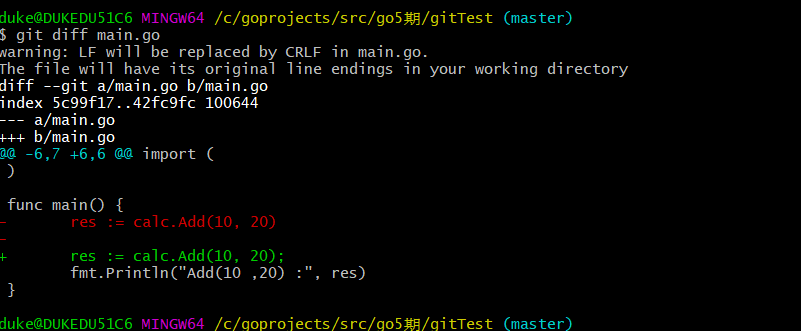 duke@DUKEDU51C6 MINGW64 /c/goprojects/src/go5期/gitTest (master)
$ git diff main.go
warning: LF will be replaced by CRLF in main.go.
The file will have its original line endings in your working directory
diff --git a/main.go b/main.go
index 5c99f17..42fc9fc 100644
--- a/main.go
+++ b/main.go
@@ -6,7 +6,6 @@ import (
 )

 func main() {
-       res := calc.Add(10, 20)
-
+       res := calc.Add(10, 20);
        fmt.Println("Add(10 ,20) :", res)
 }

duke@DUKEDU51C6 MINGW64 /c/goprojects/src/go5期/gitTest (master)